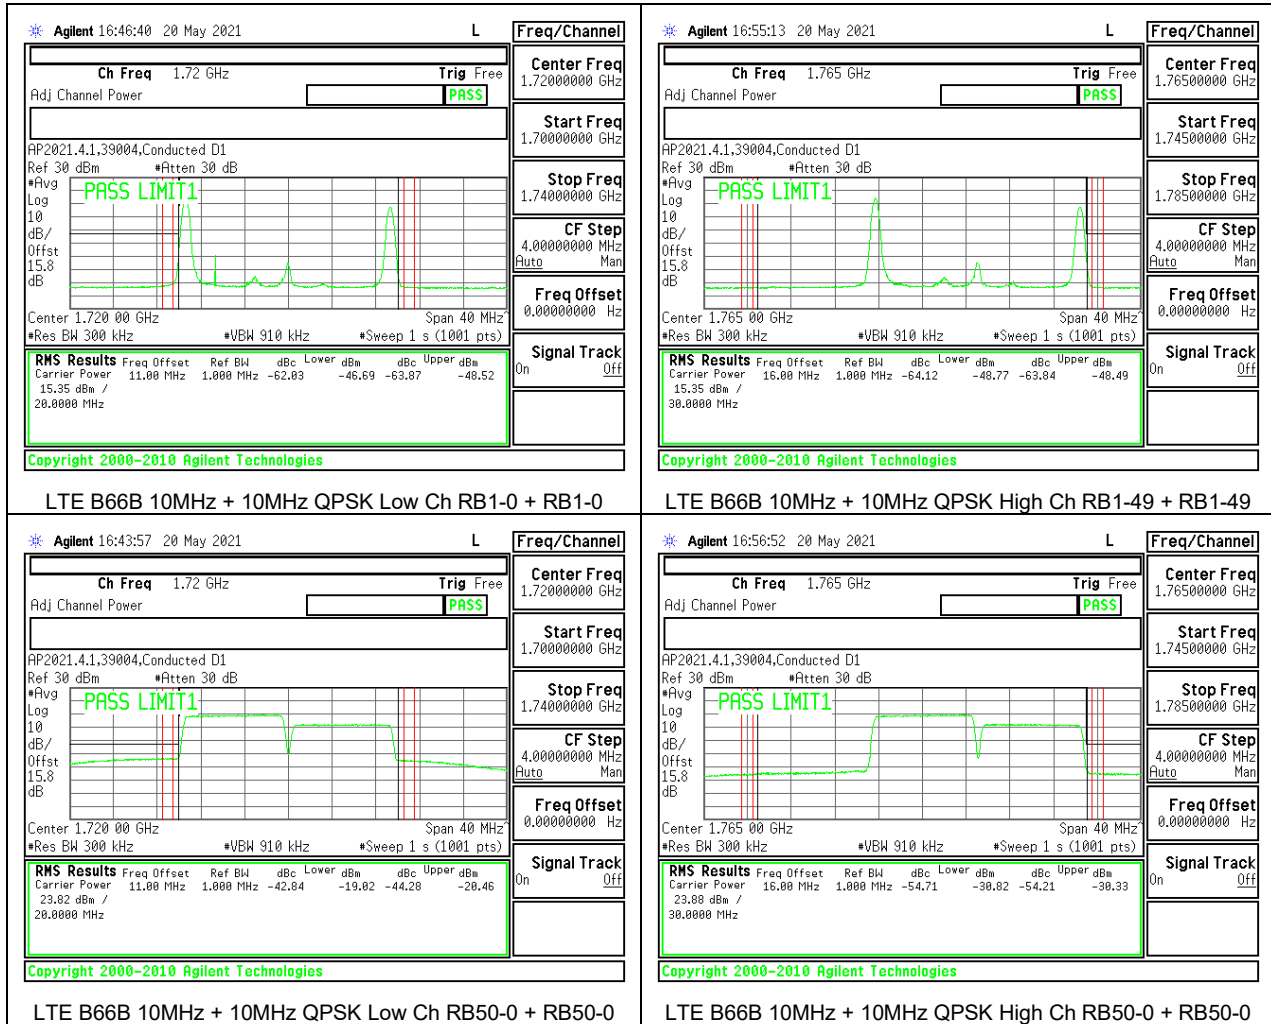 Agilent 16:46:40 20 May 2021 L Freq/Channel
Ch Freq 1.72 GHz Trig Free
Adj Channel Power PASS
AP2021.4.1,39004,Conducted D1
Ref 30 dBm #Atten 30 dB
#Avg
Log
10
dB/
Offst
15.8
dB
PASS LIMIT1
Center 1.720 00 GHz Span 40 MHz^
#Res BW 300 kHz #VBW 910 kHz #Sweep 1 s (1001 pts)
RMS Results Freq Offset Ref BW dBc Lower dBm dBc Upper dBm
Carrier Power 11.00 MHz 1.000 MHz -62.03 -46.69 -63.87 -48.52
15.35 dBm /
20.0000 MHz
Center Freq
1.72000000 GHz
Start Freq
1.70000000 GHz
Stop Freq
1.74000000 GHz
CF Step
4.00000000 MHz
Auto Man
Freq Offset
0.00000000 Hz
Signal Track
On Off
Copyright 2000-2010 Agilent Technologies
LTE B66B 10MHz + 10MHz QPSK Low Ch RB1-0 + RB1-0
Agilent 16:55:13 20 May 2021 L Freq/Channel
Ch Freq 1.765 GHz Trig Free
Adj Channel Power PASS
AP2021.4.1,39004,Conducted D1
Ref 30 dBm #Atten 30 dB
#Avg
Log
10
dB/
Offst
15.8
dB
PASS LIMIT1
Center 1.765 00 GHz Span 40 MHz^
#Res BW 300 kHz #VBW 910 kHz #Sweep 1 s (1001 pts)
RMS Results Freq Offset Ref BW dBc Lower dBm dBc Upper dBm
Carrier Power 16.00 MHz 1.000 MHz -64.12 -48.77 -63.84 -48.49
15.35 dBm /
30.0000 MHz
Center Freq
1.76500000 GHz
Start Freq
1.74500000 GHz
Stop Freq
1.78500000 GHz
CF Step
4.00000000 MHz
Auto Man
Freq Offset
0.00000000 Hz
Signal Track
On Off
Copyright 2000-2010 Agilent Technologies
LTE B66B 10MHz + 10MHz QPSK High Ch RB1-49 + RB1-49
Agilent 16:43:57 20 May 2021 L Freq/Channel
Ch Freq 1.72 GHz Trig Free
Adj Channel Power PASS
AP2021.4.1,39004,Conducted D1
Ref 30 dBm #Atten 30 dB
#Avg
Log
10
dB/
Offst
15.8
dB
PASS LIMIT1
Center 1.720 00 GHz Span 40 MHz^
#Res BW 300 kHz #VBW 910 kHz #Sweep 1 s (1001 pts)
RMS Results Freq Offset Ref BW dBc Lower dBm dBc Upper dBm
Carrier Power 11.00 MHz 1.000 MHz -42.84 -19.02 -44.28 -20.46
23.82 dBm /
20.0000 MHz
Center Freq
1.72000000 GHz
Start Freq
1.70000000 GHz
Stop Freq
1.74000000 GHz
CF Step
4.00000000 MHz
Auto Man
Freq Offset
0.00000000 Hz
Signal Track
On Off
Copyright 2000-2010 Agilent Technologies
LTE B66B 10MHz + 10MHz QPSK Low Ch RB50-0 + RB50-0
Agilent 16:56:52 20 May 2021 L Freq/Channel
Ch Freq 1.765 GHz Trig Free
Adj Channel Power PASS
AP2021.4.1,39004,Conducted D1
Ref 30 dBm #Atten 30 dB
#Avg
Log
10
dB/
Offst
15.8
dB
PASS LIMIT1
Center 1.765 00 GHz Span 40 MHz^
#Res BW 300 kHz #VBW 910 kHz #Sweep 1 s (1001 pts)
RMS Results Freq Offset Ref BW dBc Lower dBm dBc Upper dBm
Carrier Power 16.00 MHz 1.000 MHz -54.71 -30.82 -54.21 -30.33
23.88 dBm /
30.0000 MHz
Center Freq
1.76500000 GHz
Start Freq
1.74500000 GHz
Stop Freq
1.78500000 GHz
CF Step
4.00000000 MHz
Auto Man
Freq Offset
0.00000000 Hz
Signal Track
On Off
Copyright 2000-2010 Agilent Technologies
LTE B66B 10MHz + 10MHz QPSK High Ch RB50-0 + RB50-0